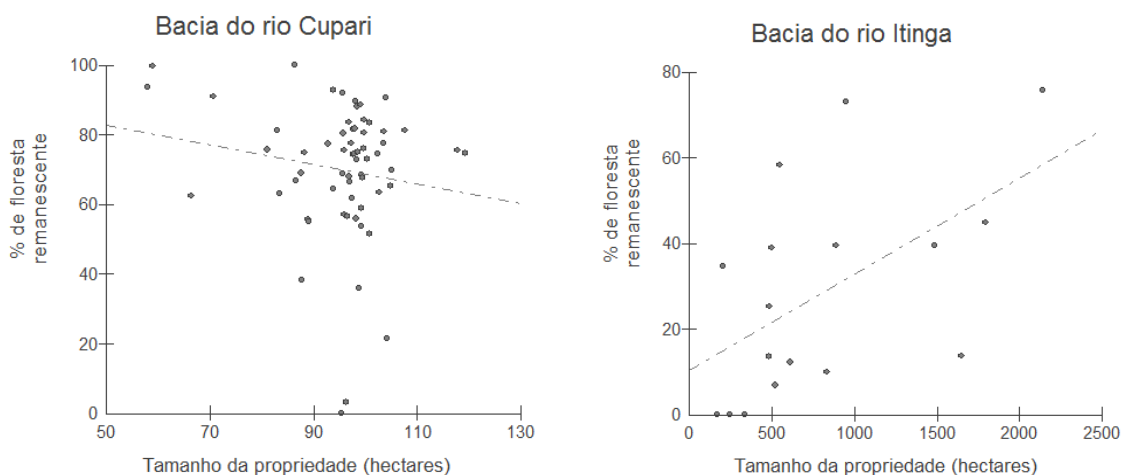 Bacia do rio Cupari
100
80
60
40
20
0
% de floresta
remanescente
50 70 90 110 130
Tamanho da propriedade (hectares)
Bacia do rio Itinga
80
60
40
20
0
% de floresta
remanescente
0 500 1000 1500 2000 2500
Tamanho da propriedade (hectares)